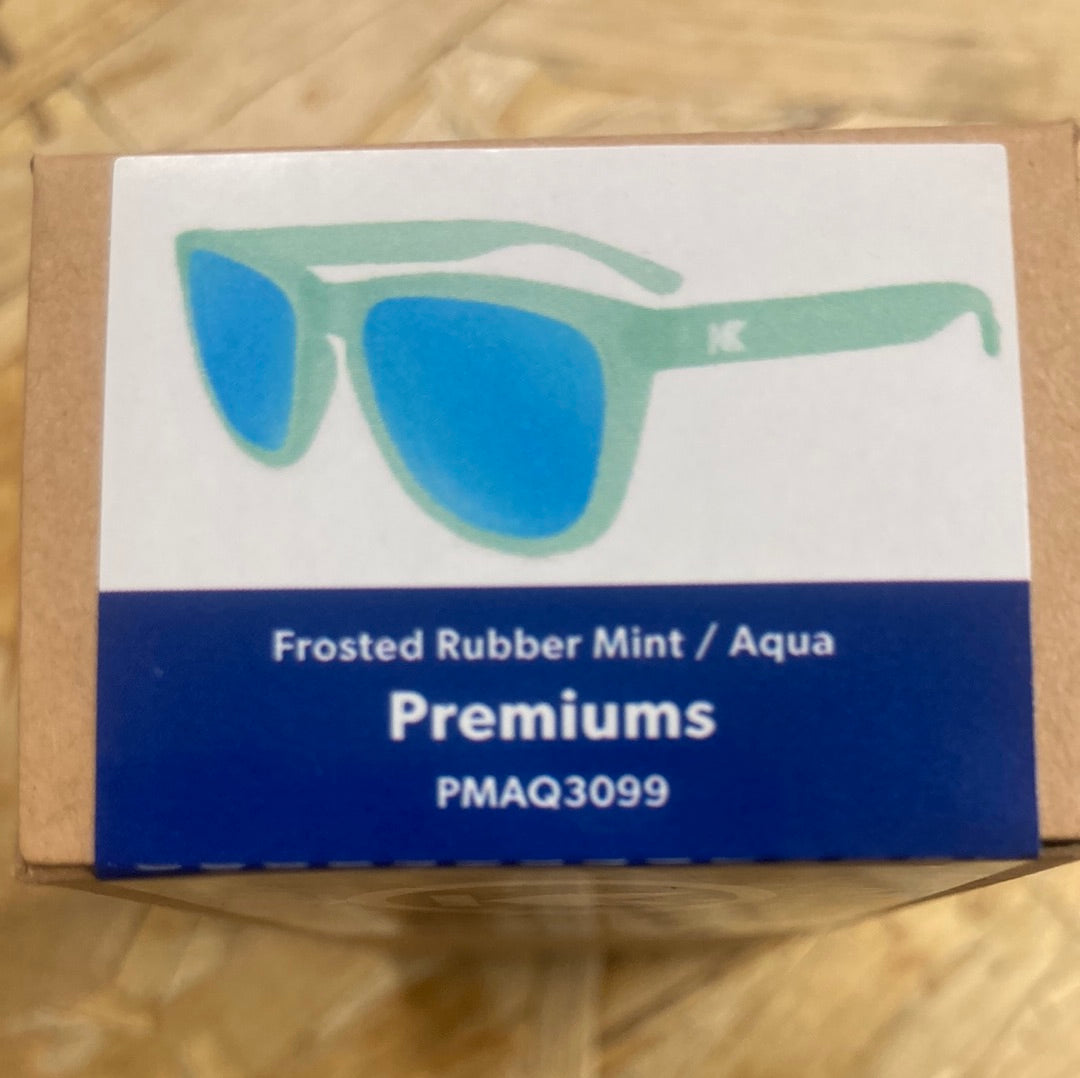 Frosted Rubber Mint / Aqua
Premiums
PMAQ3099